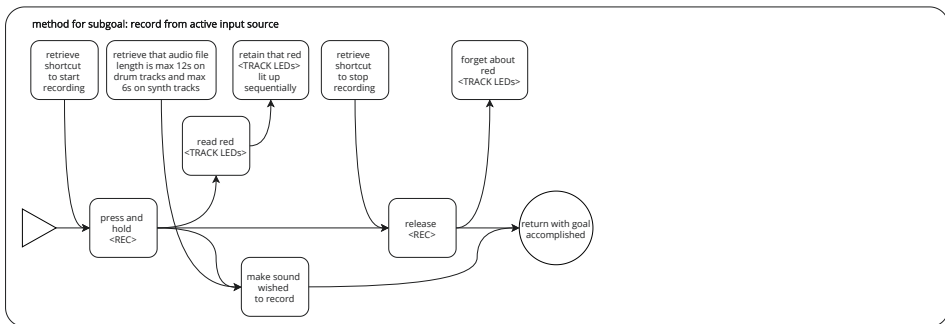 method for subgoal: record from active input source
retrieve
shortcut
to start
recording
retrieve that audio file
length is max 12s on
drum tracks and max
6s on synth tracks
retain that red
<TRACK LEDs>
lit up
sequentially
retrieve
shortcut
to stop
recording
forget about
red
<TRACK LEDs>
read red
<TRACK LEDs>
press and
hold
<REC>
release
<REC>
return with goal
accomplished
make sound
wished
to record